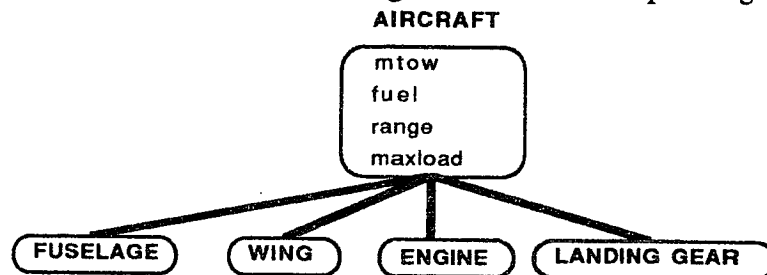 AIRCRAFT
mtow
fuel
range
maxload
FUSELAGE WING ENGINE LANDING GEAR